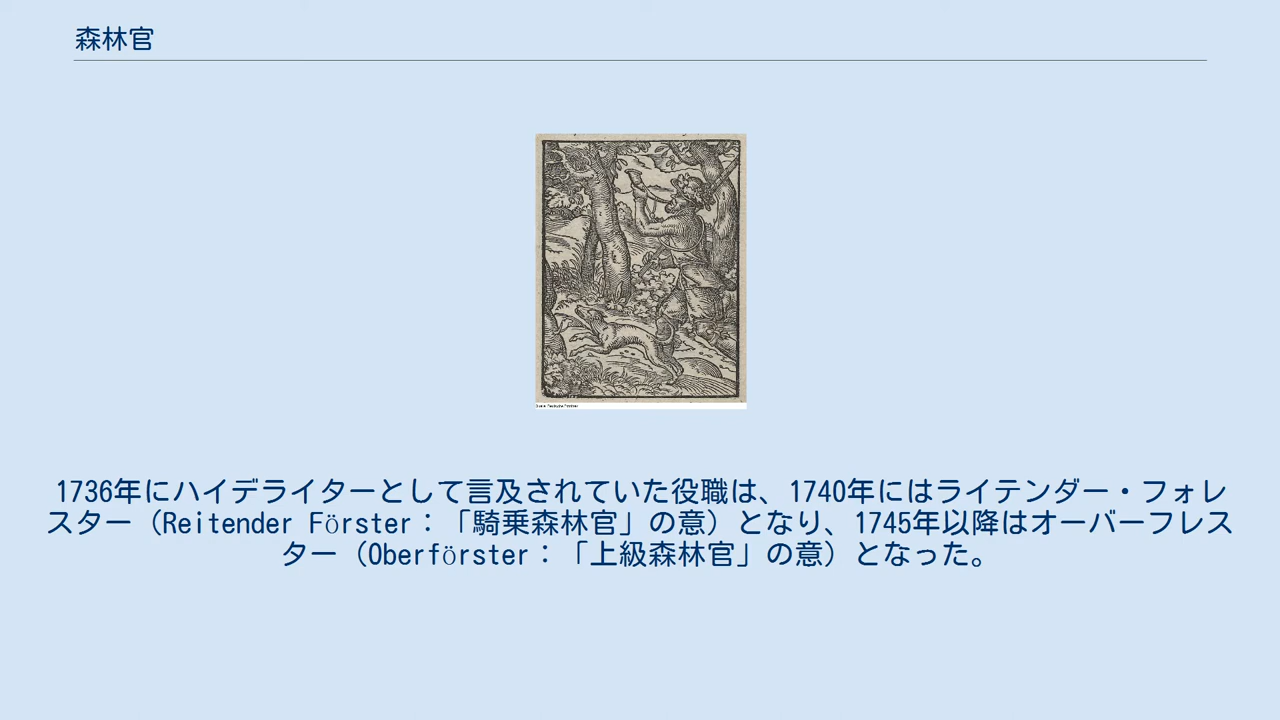 森林官
1736年にハイデライターとして言及されていた役職は、1740年にはライテンダー・フォレ
スター（Reitender Förster：「騎乗森林官」の意）となり、1745年以降はオーバーフレス
ター（Oberförster：「上級森林官」の意）となった。